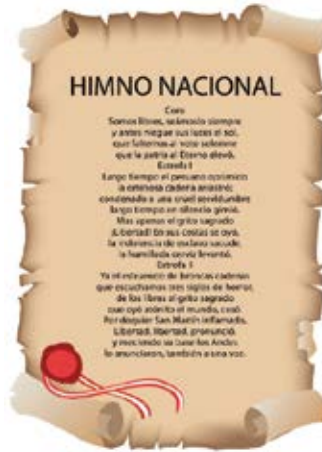 HIMNO NACIONAL
Coro
Somos libres, seámoslo siempre
y antes niegue sus luces el sol,
que faltemos al voto solemne
que la patria al Eterno elevó.
Estrofa I
Largo tiempo el peruano oprimido
la ominosa cadena arrastró;
condenado a una cruel servidumbre
largo tiempo en silencio gimió.
Mas apenas el grito sagrado
¡Libertad! En sus costas se oyó,
la indolencia de esclavo sacude,
la humillada cerviz levantó.
Estrofa
Ya el estruendo de broncas cadenas
que escuchamos tres siglos de horror,
de los libres al grito sagrado
que oyó atónito el mundo, cesó.
Por doquier San Martín inflamado,
Libertad, libertad, pronunció,
y meciendo su base los Andes
lo anunciaron, también a una voz.